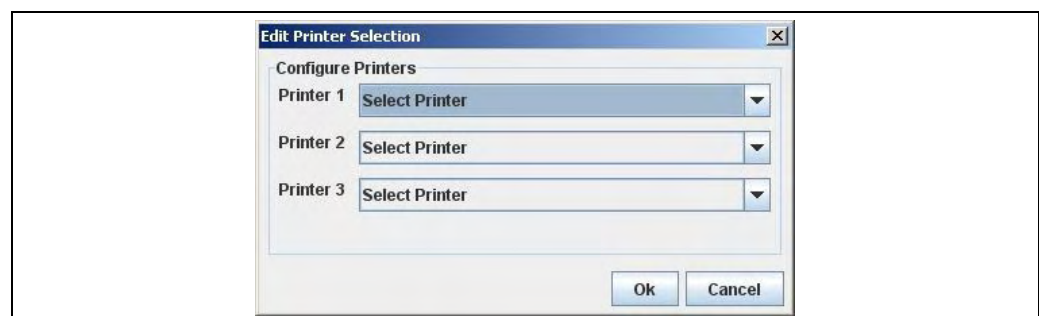 Edit Printer Selection
Configure Printers
Printer 1 Select Printer
Printer 2 Select Printer
Printer 3 Select Printer
Ok Cancel